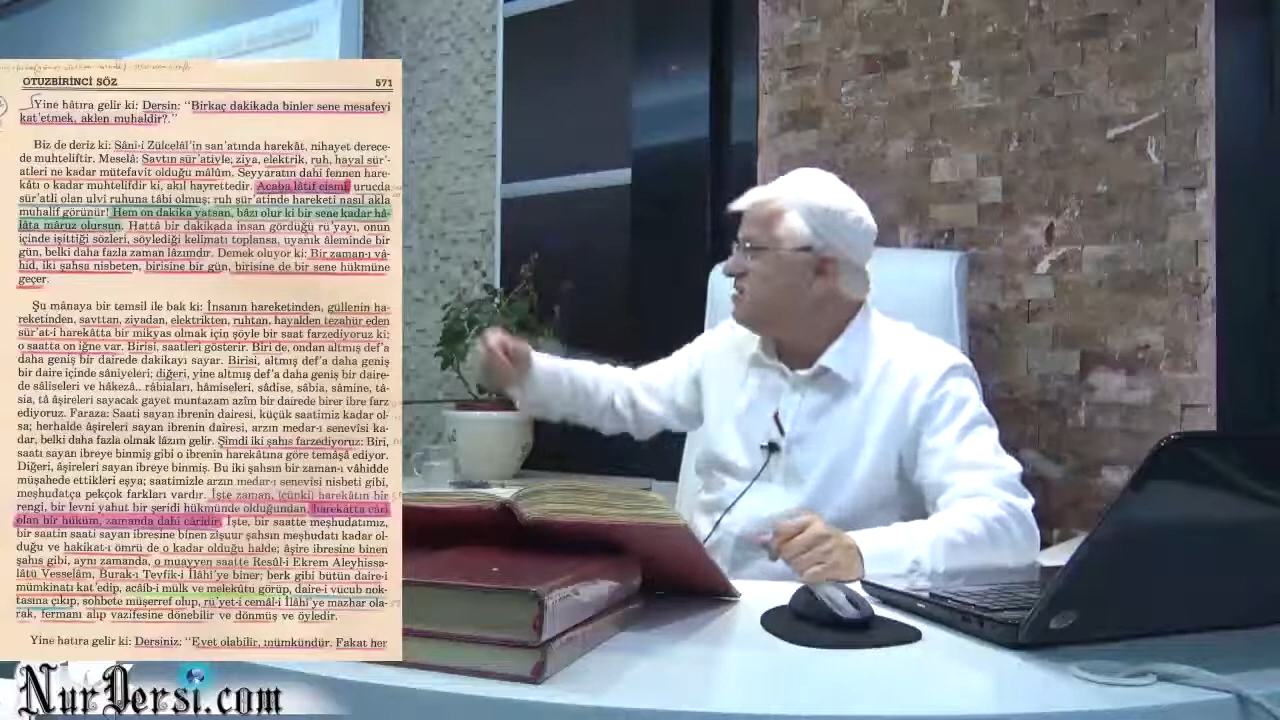 OTUZBİRİNCİ SÖZ 571
Yine hâtıra gelir ki: Dersin: "Birkaç dakikada binler sene mesafeyi
kat'etmek, aklen muhaldir?."
Biz de deriz ki: Sâni-i Zülcelâl'in san'atında harekât, nihayet derece-
de muhteliftir. Meselâ: Savtın sür'atiyle; ziya, elektrik, ruh, hayal sür'-
atleri ne kadar mütefavit olduğu mâlûm. Seyyaratın dahi fennen hare-
kâtı o kadar muhtelifdir ki, akıl hayrettedir. Acaba lâtif cismi, urucda
sür'atli olan ulvi ruhuna tâbi olmuş; ruh sür'atinde hareketi nasıl akla
muhalif görünür! Hem on dakika yatsan, bâzı olur ki bir sene kadar hâ-
lâta mâruz olursun. Hattâ bir dakikada insan gördüğü rü'yayı, onun
içinde işittiği sözleri, söylediği kelimatı toplansa, uyanık âleminde bir
gün, belki daha fazla zaman lâzımdır. Demek oluyor ki: Bir zaman-ı vâ-
hid, iki şahsa nisbeten, birisine bir gün, birisine de bir sene hükmüne
geçer.
Şu mânaya bir temsil ile bak ki: İnsanın hareketinden, güllenin ha-
reketinden, savttan, ziyadan, elektrikten, ruhtan, hayalden tezahür eden
sür'at-i harekâtta bir mikyas olmak için şöyle bir saat farzediyoruz ki;
o saatta on iğne var. Birisi, saatleri gösterir. Biri de, ondan altmış def'a
daha geniş bir dairede dakikayı sayar. Birisi, altmış def'a daha geniş
bir daire içinde sâniyeleri; diğeri, yine altmış def'a daha geniş bir daire-
de sâliseleri ve hâkezâ.. râbiaları, hâmiseleri, sâdise, sâbia, sâmine, tâ-
sia, tâ âşireleri sayacak gayet muntazam azîm bir dairede birer ibre farz
ediyoruz. Faraza: Saati sayan ibrenin dairesi, küçük saatimiz kadar ol-
sa; herhalde âşireleri sayan ibrenin dairesi, arzın medar-ı senevîsi ka-
dar, belki daha fazla olmak lâzım gelir. Şimdi iki şahıs farzediyoruz: Biri,
saatı sayan ibreye binmiş gibi o ibrenin harekâtına göre temâşâ ediyor.
Diğeri, âşireleri sayan ibreye binmiş. Bu iki şahsın bir zaman-ı vâhidde
müşahede ettikleri eşya; saatimizle arzın medar-ı senevîsi nisbeti gibi,
meşhudatça pekçok farkları vardır. İşte zaman, (çünki) harekâtın bir
rengi, bir levni yahut bir şeridi hükmünde olduğundan, harekâtta câri
olan bir hüküm, zamanda dahi câridir. İşte, bir saatte meşhudatımız,
bir saatin saati sayan ibresine binen zîşuur şahsın meşhudatı kadar ol-
duğu ve hakikat-ı ömrü de o kadar olduğu halde; âşire ibresine binen
şahıs gibi, aynı zamanda, o muayyen saatte Resûl-i Ekrem Aleyhissa-
lâtü Vesselâm, Burak-ı Tevfik-i İlâhî'ye biner; berk gibi bütün daire-i
mümkinatı kat'edip, acâib-i mülk ve melekûtu görüp, daire-i vücub nok-
tasına çıkıp, sohbete müşerref olup, rü'yet-i cemâl-i İlâhî'ye mazhar ola-
rak, fermanı alıp vazifesine dönebilir ve dönmüş ve öyledir.
Yine hatıra gelir ki: Dersiniz: "Evet olabilir, mümkündür. Fakat her
NurDersi.com